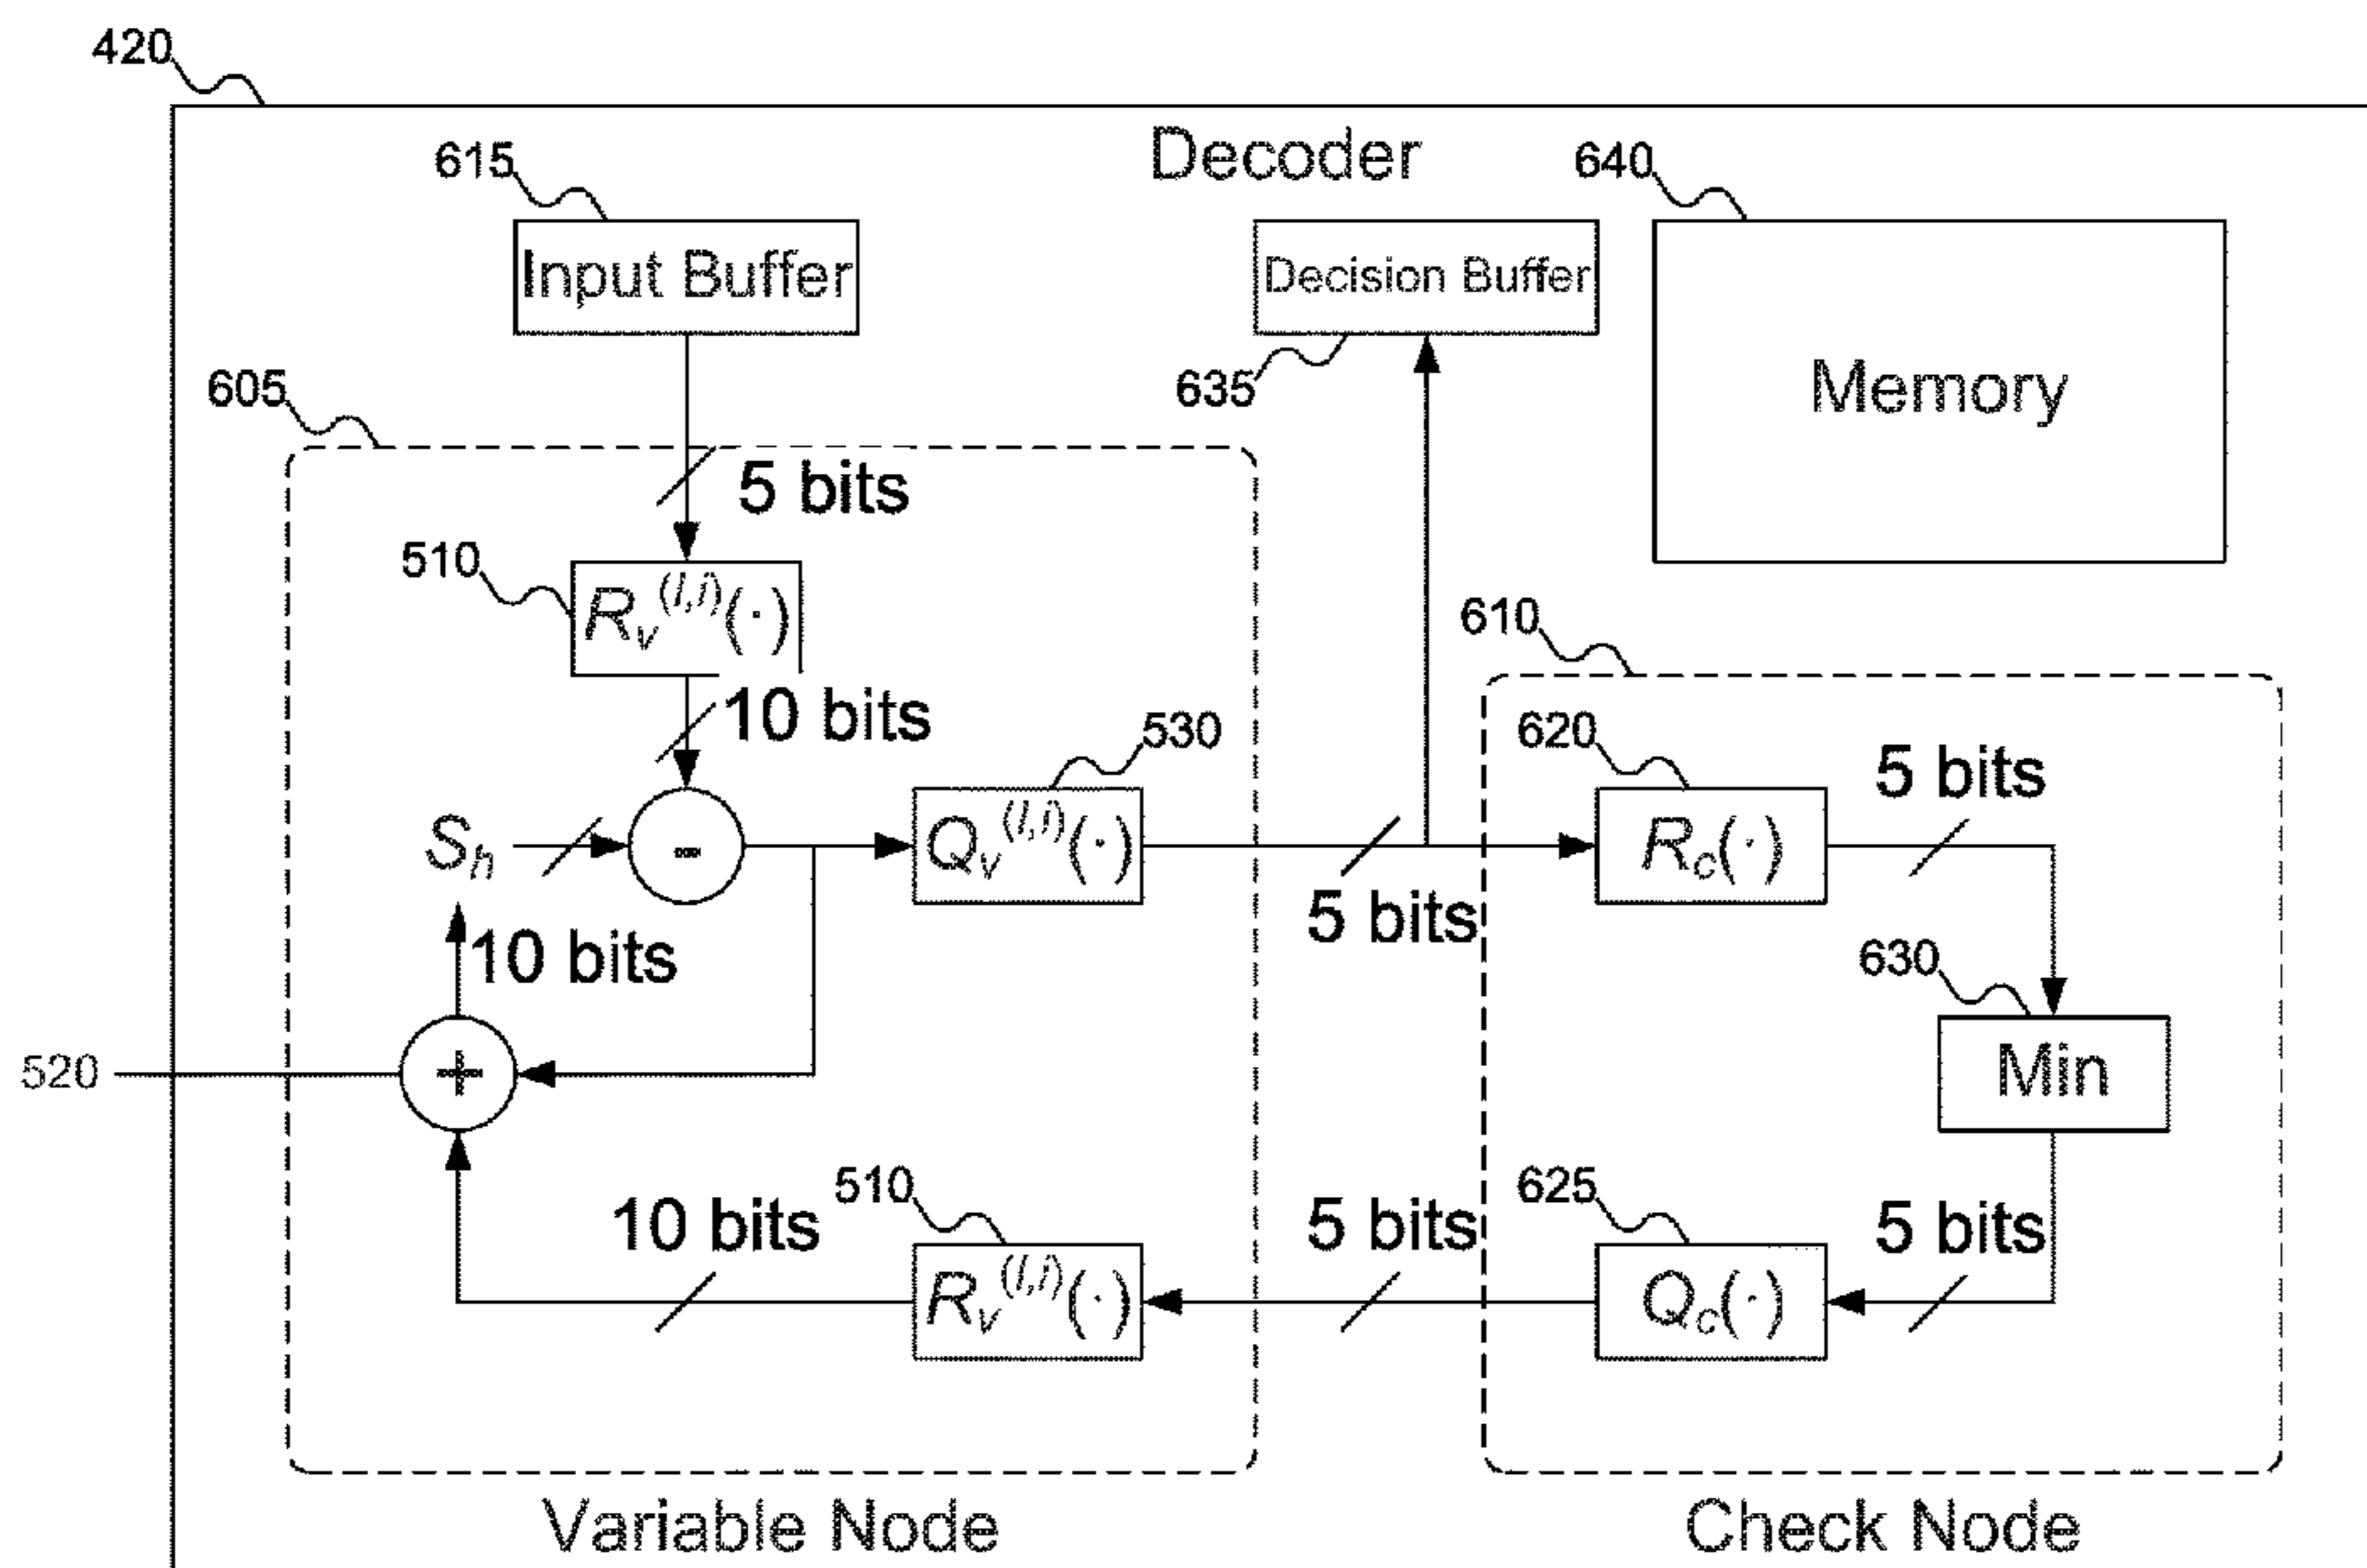 420
Decoder
615
640
Input Buffer
Decision Buffer
Memory
605
635
5 bits
510
Rv(l,i)(·)
610
10 bits
530
620
5 bits
Sh
-
Qv(l,i)(·)
Rc(·)
5 bits
10 bits
630
520
+
Min
10 bits
510
5 bits
625
5 bits
Rv(l,i)(·)
Qc(·)
Variable Node
Check Node